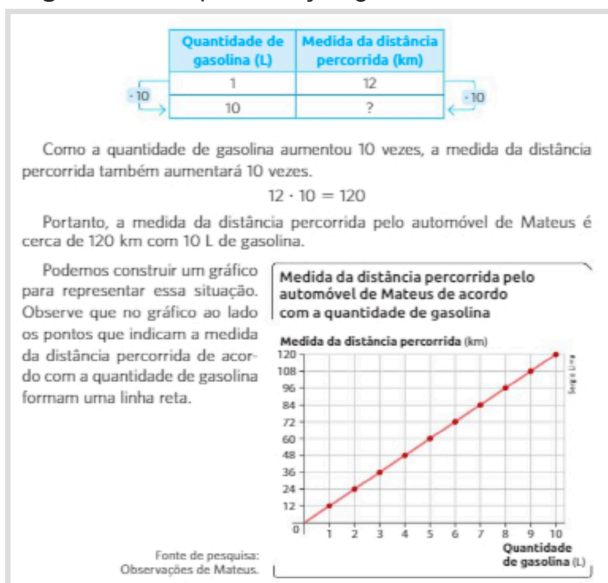 Quantidade de gasolina (L)
Medida da distância percorrida (km)
1 12
· 10
· 10
10 ?
Como a quantidade de gasolina aumentou 10 vezes, a medida da distância
percorrida também aumentará 10 vezes.
12 · 10 = 120
Portanto, a medida da distância percorrida pelo automóvel de Mateus é
cerca de 120 km com 10 L de gasolina.
Podemos construir um gráfico
para representar essa situação.
Observe que no gráfico ao lado
os pontos que indicam a medida
da distância percorrida de acor-
do com a quantidade de gasolina
formam uma linha reta.
Medida da distância percorrida pelo
automóvel de Mateus de acordo
com a quantidade de gasolina
Medida da distância percorrida (km)
120
108
96
84
72
60
48
36
24
12
0 1 2 3 4 5 6 7 8 9 10
Quantidade
de gasolina (L)
Fonte de pesquisa:
Observações de Mateus.